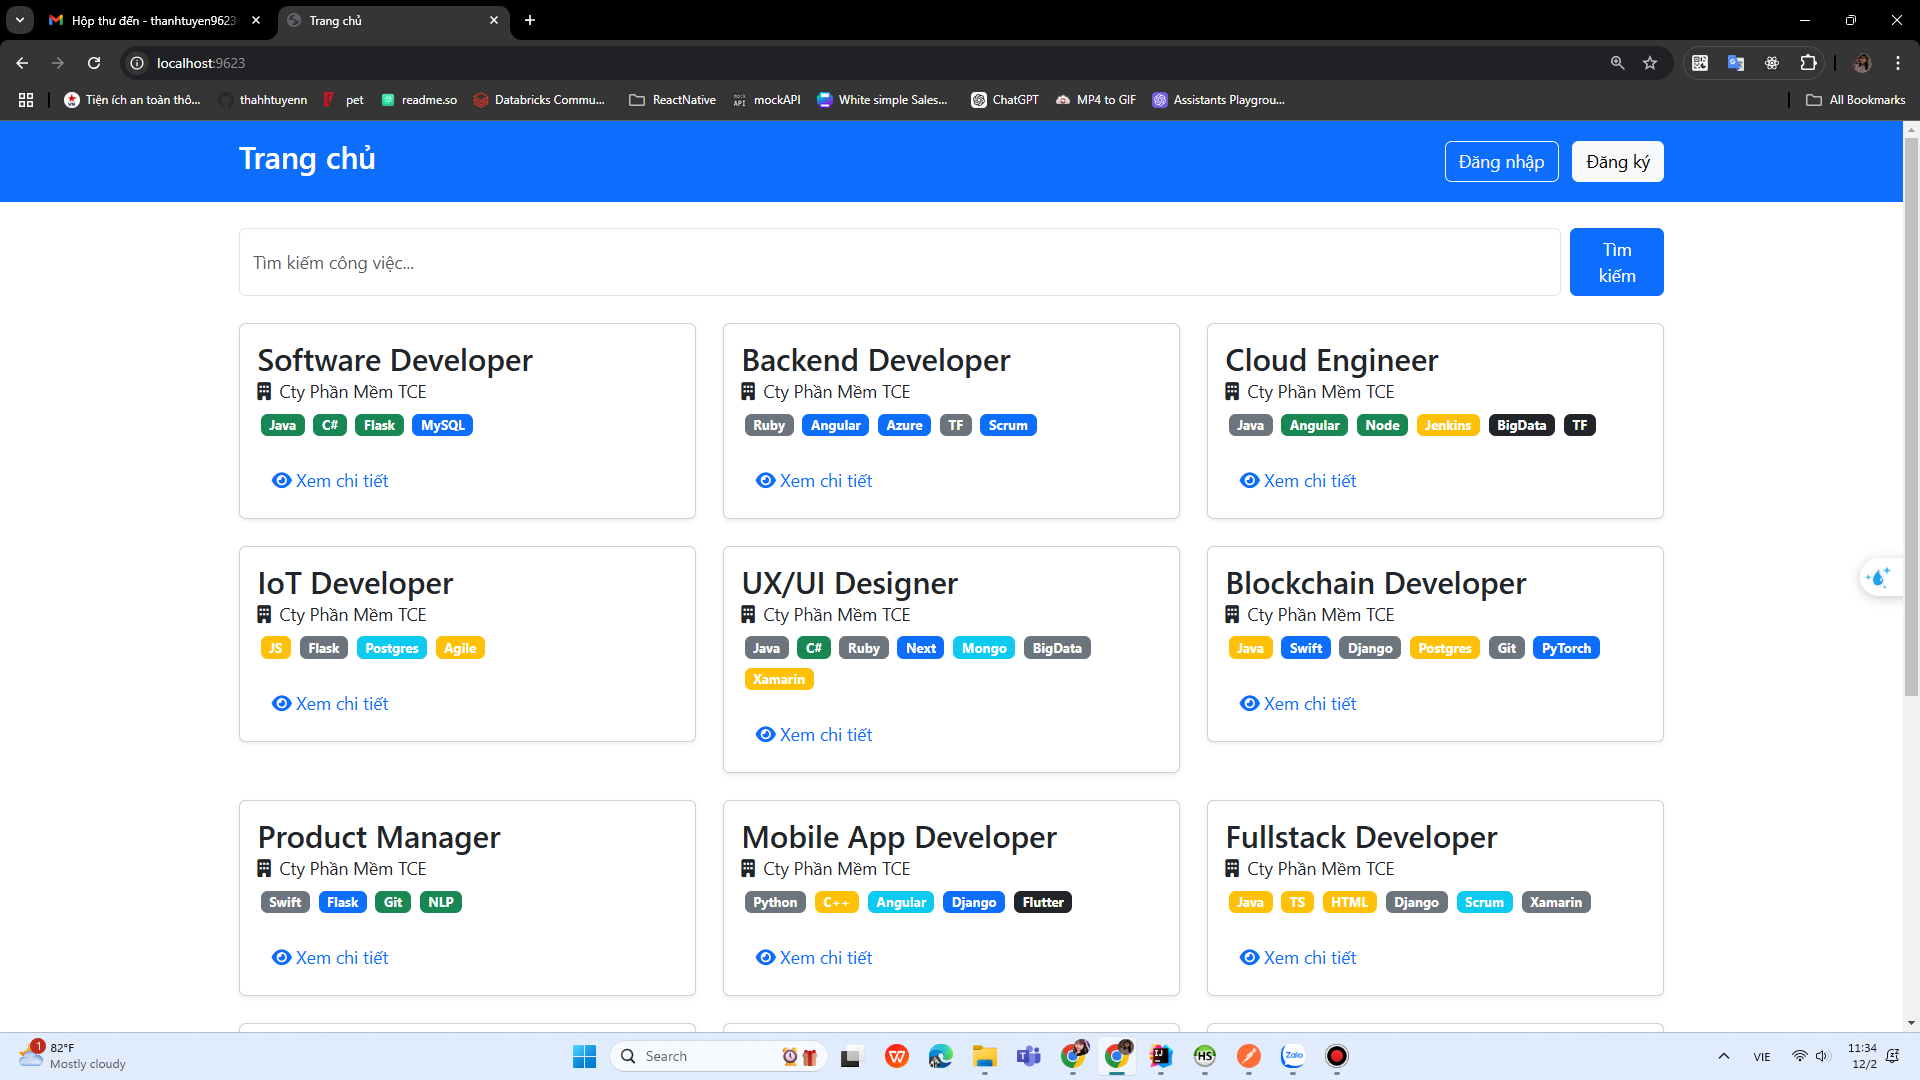 Hộp thư đến - thanhtuyen9623
Trang chủ
localhost:9623
Tiện ích an toàn thô...
thahhtuyenn
pet
readme.so
Databricks Commu...
ReactNative
mockAPI
White simple Sales...
ChatGPT
MP4 to GIF
Assistants Playgrou...
All Bookmarks
Trang chủ
Đăng nhập
Đăng ký
Tìm kiếm công việc...
Tìm
kiếm
Software Developer
Cty Phần Mềm TCE
Java C# Flask MySQL
Xem chi tiết
Backend Developer
Cty Phần Mềm TCE
Ruby Angular Azure TF Scrum
Xem chi tiết
Cloud Engineer
Cty Phần Mềm TCE
Java Angular Node Jenkins BigData TF
Xem chi tiết
IoT Developer
Cty Phần Mềm TCE
JS Flask Postgres Agile
Xem chi tiết
UX/UI Designer
Cty Phần Mềm TCE
Java C# Ruby Next Mongo BigData
Xamarin
Xem chi tiết
Blockchain Developer
Cty Phần Mềm TCE
Java Swift Django Postgres Git PyTorch
Xem chi tiết
Product Manager
Cty Phần Mềm TCE
Swift Flask Git NLP
Xem chi tiết
Mobile App Developer
Cty Phần Mềm TCE
Python C++ Angular Django Flutter
Xem chi tiết
Fullstack Developer
Cty Phần Mềm TCE
Java TS HTML Django Scrum Xamarin
Xem chi tiết
1
82°F
Mostly cloudy
Search
Zalo
VIE
11:34
12/2